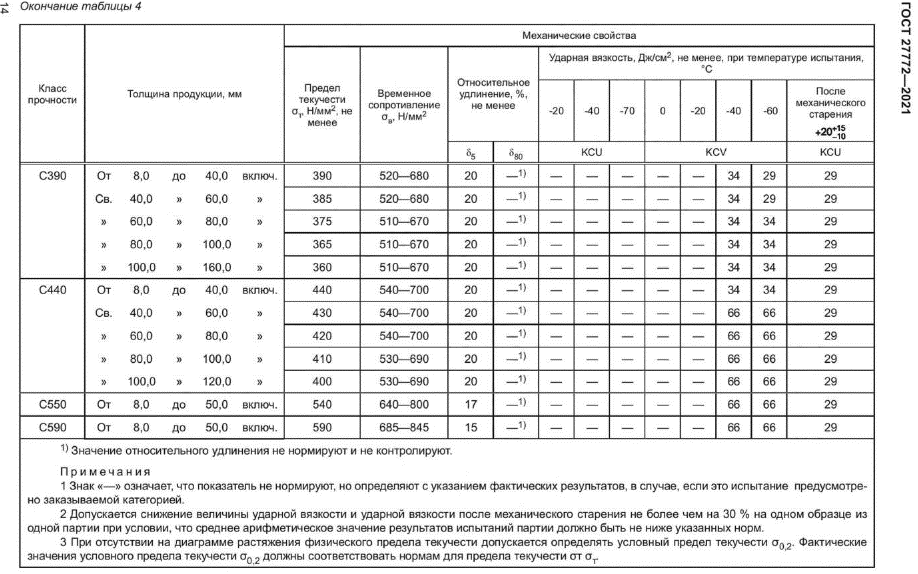 14
Окончание таблицы 4
ГОСТ 27772—2021
Класс прочности
Толщина продукции, мм
Механические свойства
Предел текучести σт, Н/мм², не менее
Временное сопротивление σв, Н/мм²
Относительное удлинение, %, не менее
Ударная вязкость, Дж/см², не менее, при температуре испытания, °С
-20 -40 -70 0 -20 -40 -60 После механического старения +20+15−10
δ5 δ80 KCU KCV KCU
С390 От 8,0 до 40,0 включ. 390 520—680 20 —1) — — — — — 34 29 29
Св. 40,0 » 60,0 » 385 520—680 20 —1) — — — — — 34 29 29
» 60,0 » 80,0 » 375 510—670 20 —1) — — — — — 34 34 29
» 80,0 » 100,0 » 365 510—670 20 —1) — — — — — 34 34 29
» 100,0 » 160,0 » 360 510—670 20 —1) — — — — — 34 34 29
С440 От 8,0 до 40,0 включ. 440 540—700 20 —1) — — — — — 34 34 29
Св. 40,0 » 60,0 » 430 540—700 20 —1) — — — — — 66 66 29
» 60,0 » 80,0 » 420 540—700 20 —1) — — — — — 66 66 29
» 80,0 » 100,0 » 410 530—690 20 —1) — — — — — 66 66 29
» 100,0 » 120,0 » 400 530—690 20 —1) — — — — — 66 66 29
С550 От 8,0 до 50,0 включ. 540 640—800 17 —1) — — — — — 66 66 29
С590 От 8,0 до 50,0 включ. 590 685—845 15 —1) — — — — — 66 66 29
1) Значение относительного удлинения не нормируют и не контролируют.
Примечания
1 Знак «—» означает, что показатель не нормируют, но определяют с указанием фактических результатов, в случае, если это испытание предусмотре-
но заказываемой категорией.
2 Допускается снижение величины ударной вязкости и ударной вязкости после механического старения не более чем на 30 % на одном образце из
одной партии при условии, что среднее арифметическое значение результатов испытаний партии должно быть не ниже указанных норм.
3 При отсутствии на диаграмме растяжения физического предела текучести допускается определять условный предел текучести σ0,2. Фактические
значения условного предела текучести σ0,2 должны соответствовать нормам для предела текучести от σт.